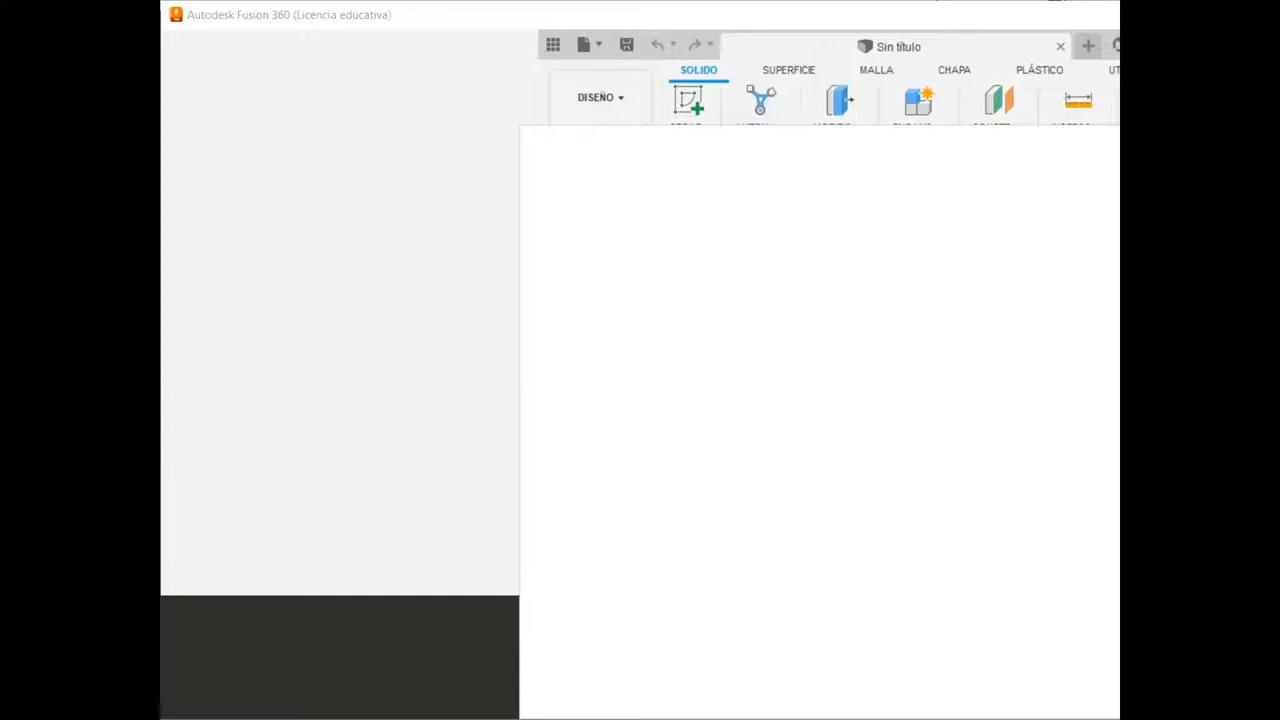 Autodesk Fusion 360 (Licencia educativa)
Sin título
SOLIDO SUPERFICIE MALLA CHAPA PLÁSTICO
DISEÑO